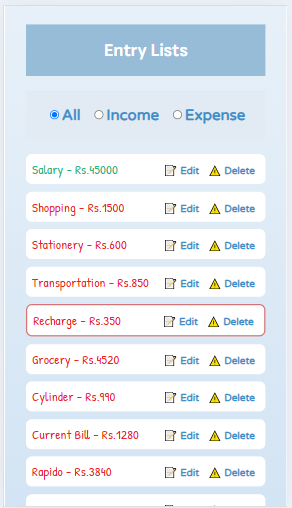 Entry Lists
All Income Expense
Salary - Rs.45000 Edit Delete
Shopping - Rs.1500 Edit Delete
Stationery - Rs.600 Edit Delete
Transportation - Rs.850 Edit Delete
Recharge - Rs.350 Edit Delete
Grocery - Rs.4520 Edit Delete
Cylinder - Rs.990 Edit Delete
Current Bill - Rs.1280 Edit Delete
Rapido - Rs.3840 Edit Delete